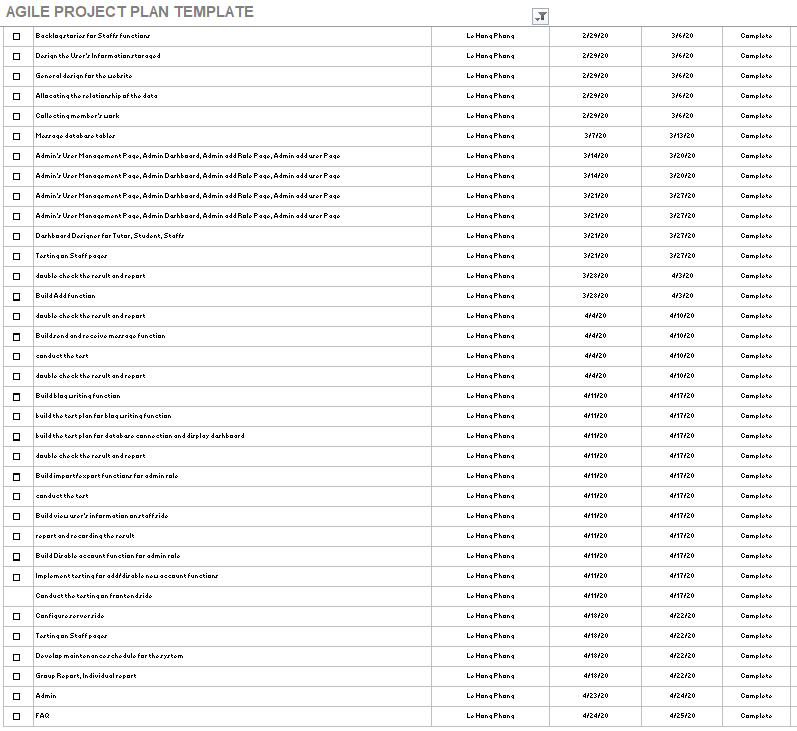 AGILE PROJECT PLAN TEMPLATE
Backlog stories for Staffs functions Le Hong Phong 2/29/20 3/6/20 Complete
Design the User's Information storaged Le Hong Phong 2/29/20 3/6/20 Complete
General design for the website Le Hong Phong 2/29/20 3/6/20 Complete
Allocating the relationship of the data Le Hong Phong 2/29/20 3/6/20 Complete
Collecting member's work Le Hong Phong 2/29/20 3/6/20 Complete
Message database tables Le Hong Phong 3/7/20 3/13/20 Complete
Admin's User Management Page, Admin Dashboard, Admin add Role Page, Admin add user Page Le Hong Phong 3/14/20 3/20/20 Complete
Admin's User Management Page, Admin Dashboard, Admin add Role Page, Admin add user Page Le Hong Phong 3/14/20 3/20/20 Complete
Admin's User Management Page, Admin Dashboard, Admin add Role Page, Admin add user Page Le Hong Phong 3/21/20 3/27/20 Complete
Admin's User Management Page, Admin Dashboard, Admin add Role Page, Admin add user Page Le Hong Phong 3/21/20 3/27/20 Complete
Dashboard Designer for Tutor, Student, Staffs Le Hong Phong 3/21/20 3/27/20 Complete
Testing on Staff pages Le Hong Phong 3/21/20 3/27/20 Complete
double check the result and report Le Hong Phong 3/28/20 4/3/20 Complete
Build Add function Le Hong Phong 3/28/20 4/3/20 Complete
double check the result and report Le Hong Phong 4/4/20 4/10/20 Complete
Build send and receive message function Le Hong Phong 4/4/20 4/10/20 Complete
conduct the test Le Hong Phong 4/4/20 4/10/20 Complete
double check the result and report Le Hong Phong 4/4/20 4/10/20 Complete
Build blog writing function Le Hong Phong 4/11/20 4/17/20 Complete
build the test plan for blog writing function Le Hong Phong 4/11/20 4/17/20 Complete
build the test plan for database connection and display dashboard Le Hong Phong 4/11/20 4/17/20 Complete
double check the result and report Le Hong Phong 4/11/20 4/17/20 Complete
Build import/export functions for admin role Le Hong Phong 4/11/20 4/17/20 Complete
conduct the test Le Hong Phong 4/11/20 4/17/20 Complete
Build view user's information on staff side Le Hong Phong 4/11/20 4/17/20 Complete
report and recording the result Le Hong Phong 4/11/20 4/17/20 Complete
Build Disable account function for admin role Le Hong Phong 4/11/20 4/17/20 Complete
Implement testing for add/disable new account functions Le Hong Phong 4/11/20 4/17/20 Complete
Conduct the testing on frontend side Le Hong Phong 4/11/20 4/17/20 Complete
Configure server side Le Hong Phong 4/18/20 4/22/20 Complete
Testing on Staff pages Le Hong Phong 4/18/20 4/22/20 Complete
Develop maintenance schedule for the system Le Hong Phong 4/18/20 4/22/20 Complete
Group Report, Individual report Le Hong Phong 4/18/20 4/22/20 Complete
Admin Le Hong Phong 4/23/20 4/24/20 Complete
FAQ Le Hong Phong 4/24/20 4/25/20 Complete